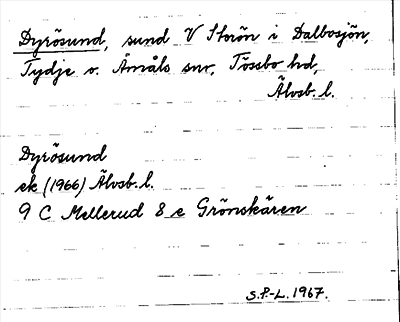 Dyrösund, sund V Storön i Dalbosjön,
Tydje o. Åmåls snr, Tössbo hd,
Älvsb. l.
Dyrösund
ek (1966) Älvsb. l.
9 C Mellerud 8 e Grönskären
S.P.-L. 1967.